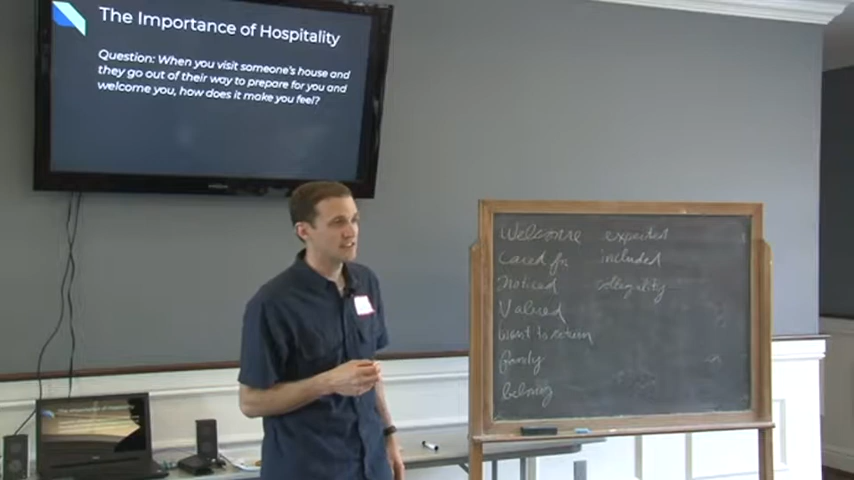 The Importance of Hospitality
Question: When you visit someone's house and
they go out of their way to prepare for you and
welcome you, how does it make you feel?
Welcome expected
Cared for included
Noticed collegiality
Valued
Want to return
family
belong